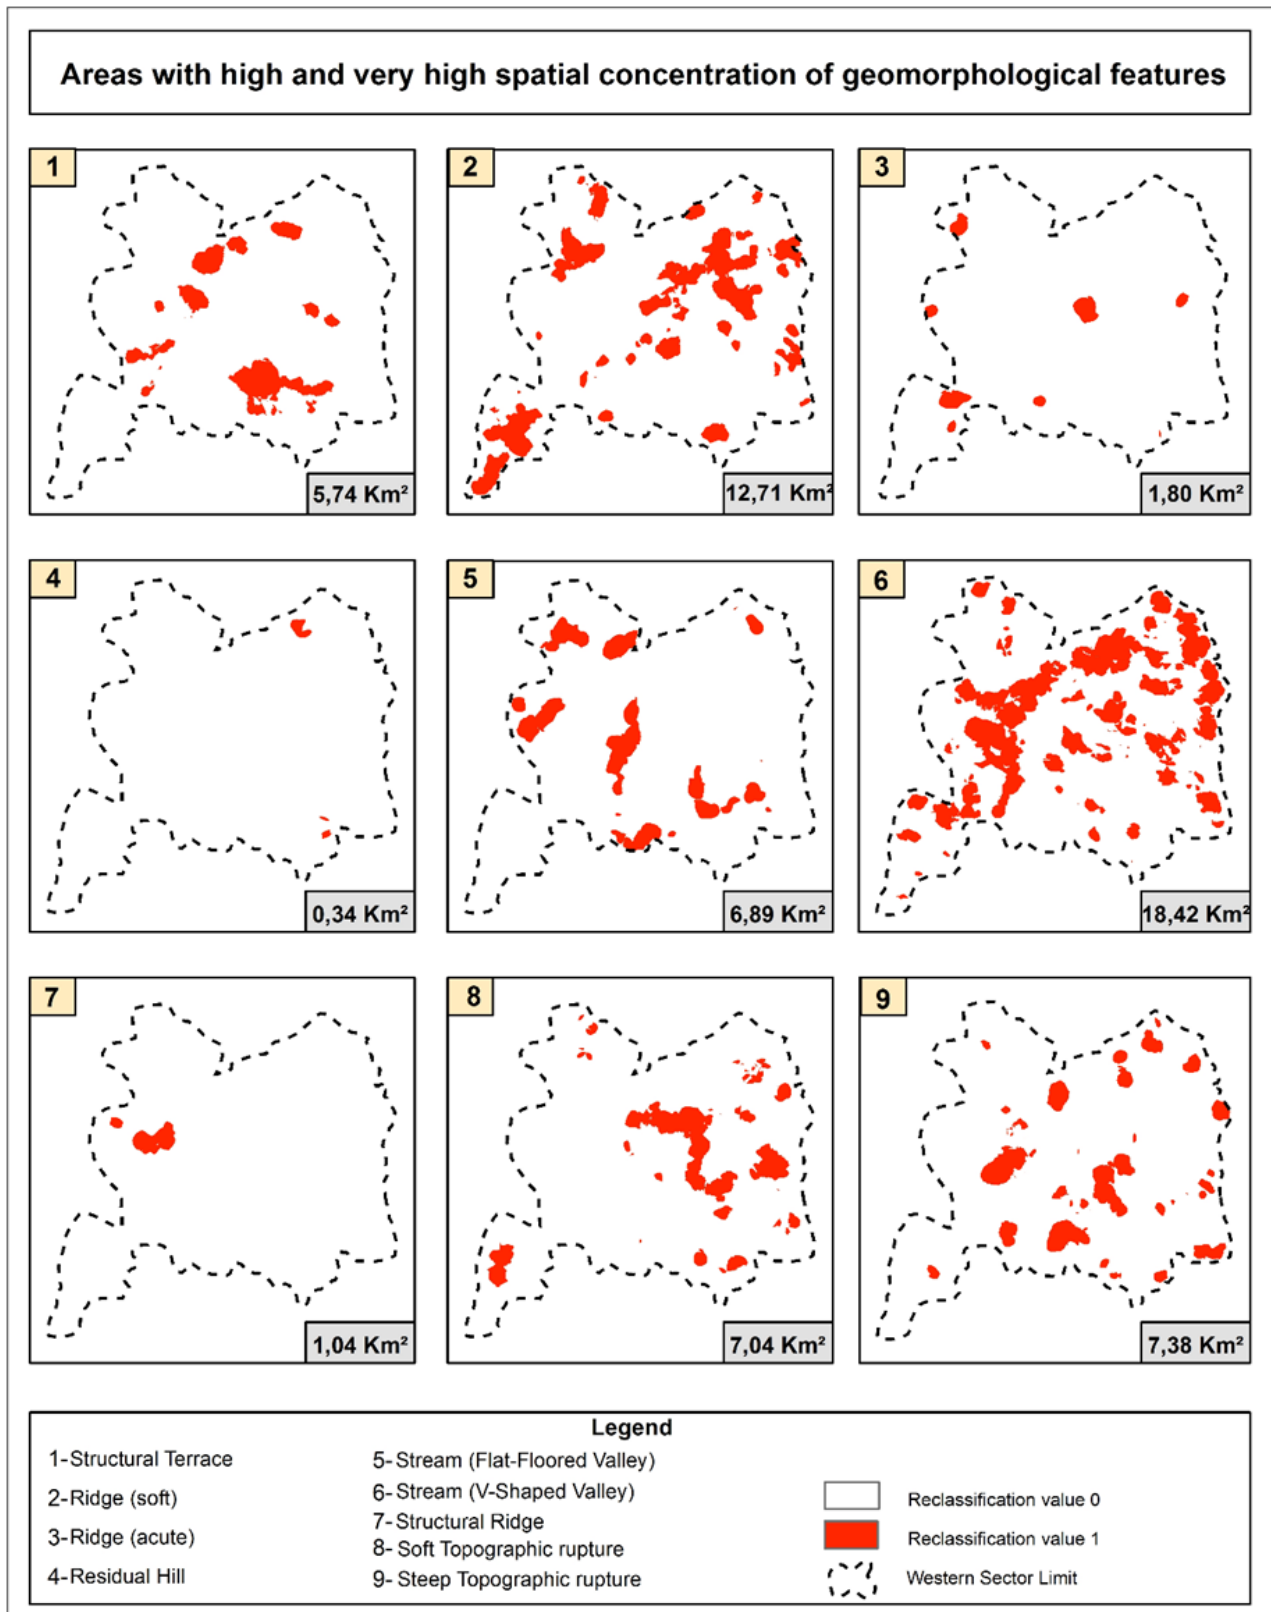 Areas with high and very high spatial concentration of geomorphological features
1
2
3
5,74 Km²
12,71 Km²
1,80 Km²
4
5
6
0,34 Km²
6,89 Km²
18,42 Km²
7
8
9
1,04 Km²
7,04 Km²
7,38 Km²
Legend
1-Structural Terrace
2-Ridge (soft)
3-Ridge (acute)
4-Residual Hill
5- Stream (Flat-Floored Valley)
6- Stream (V-Shaped Valley)
7- Structural Ridge
8- Soft Topographic rupture
9- Steep Topographic rupture
Reclassification value 0
Reclassification value 1
Western Sector Limit